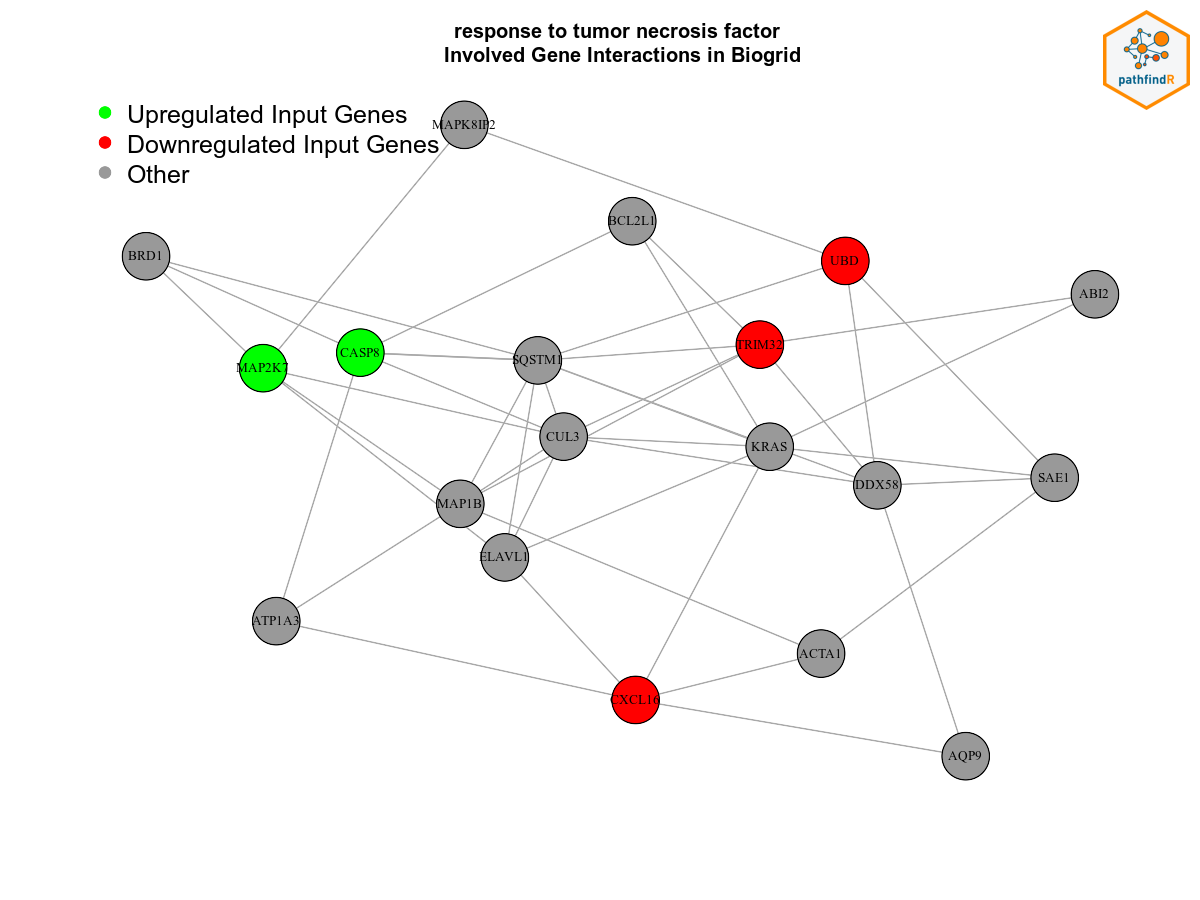 response to tumor necrosis factor
Involved Gene Interactions in Biogrid
pathfindR
Upregulated Input Genes
Downregulated Input Genes
Other
MAPK8IP2
BCL2L1
BRD1
UBD
ABI2
TRIM32
CASP8
SQSTM1
MAP2K7
CUL3
KRAS
SAE1
DDX58
MAP1B
ELAVL1
ATP1A3
ACTA1
CXCL16
AQP9